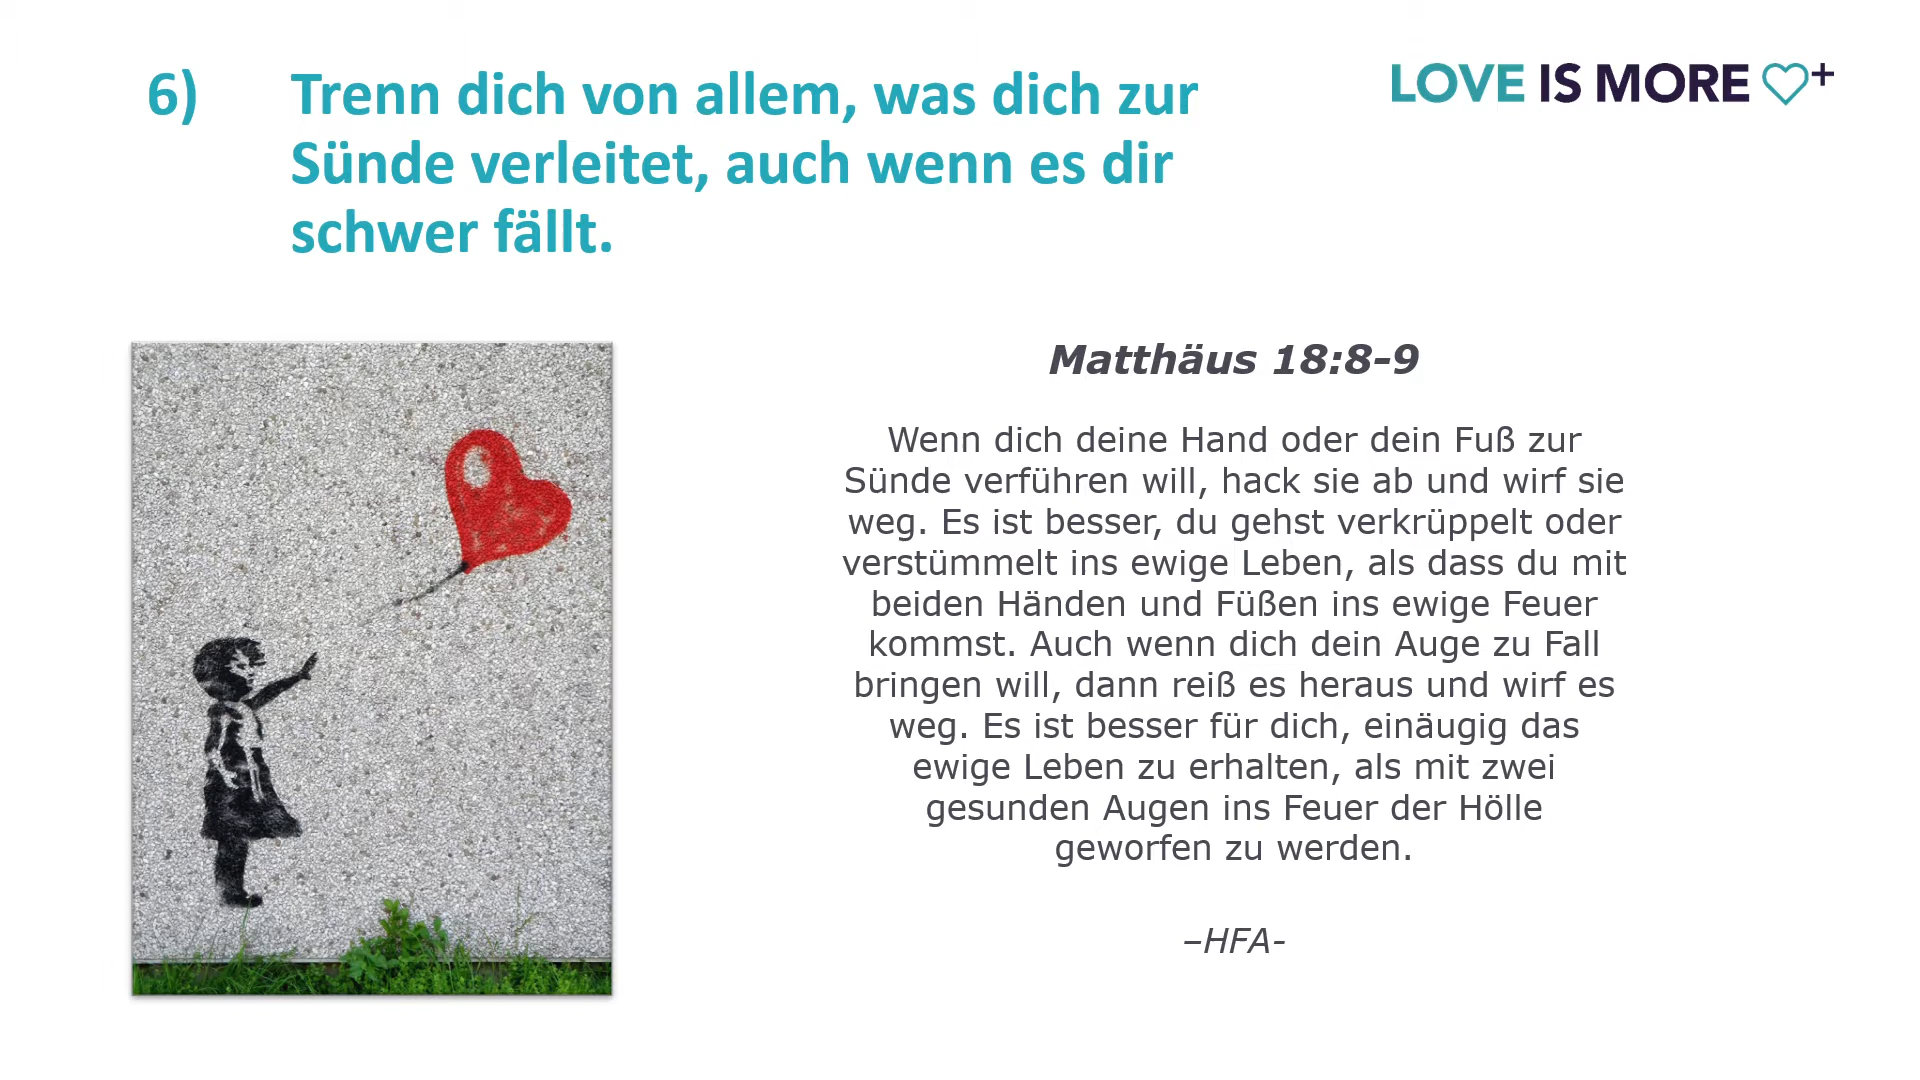 6) Trenn dich von allem, was dich zur
Sünde verleitet, auch wenn es dir
schwer fällt.
LOVE IS MORE +
Matthäus 18:8-9
Wenn dich deine Hand oder dein Fuß zur
Sünde verführen will, hack sie ab und wirf sie
weg. Es ist besser, du gehst verkrüppelt oder
verstümmelt ins ewige Leben, als dass du mit
beiden Händen und Füßen ins ewige Feuer
kommst. Auch wenn dich dein Auge zu Fall
bringen will, dann reiß es heraus und wirf es
weg. Es ist besser für dich, einäugig das
ewige Leben zu erhalten, als mit zwei
gesunden Augen ins Feuer der Hölle
geworfen zu werden.
–HFA-